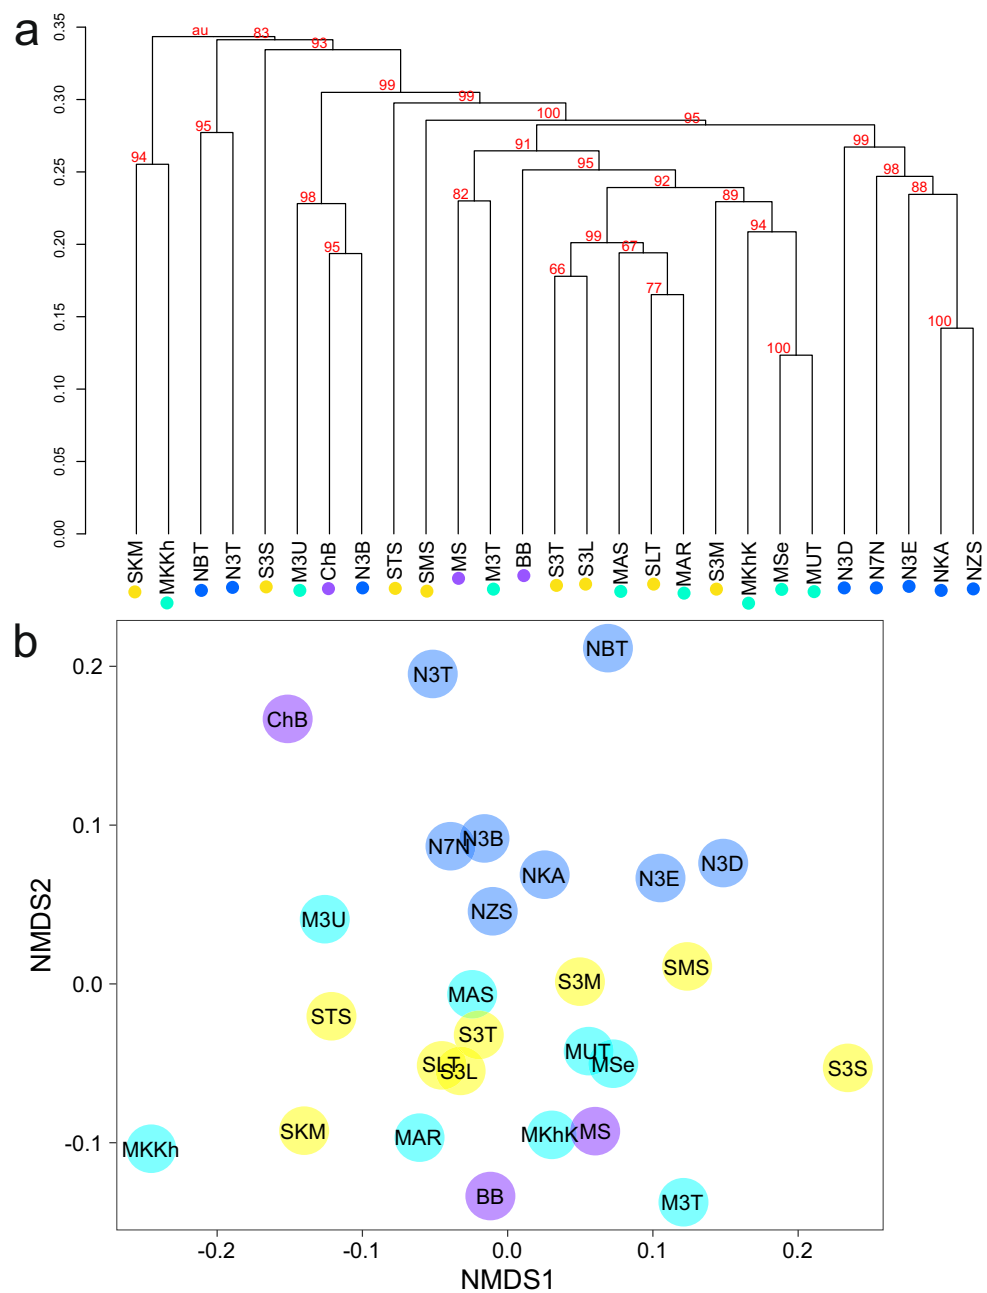 a
0.35
0.30
0.25
0.20
0.15
0.10
0.05
0.00
au
83
93
99
99
100
95
94
95
98
95
91
82
95
92
99
67
66
77
89
94
100
99
98
88
100
SKM
MKKh
NBT
N3T
S3S
M3U
ChB
N3B
STS
SMS
MS
M3T
BB
S3T
S3L
MAS
SLT
MAR
S3M
MKhK
MSe
MUT
N3D
N7N
N3E
NKA
NZS
b
NMDS2
0.2
0.1
0.0
-0.1
NBT
N3T
ChB
N3B
N7N
N3D
NKA
N3E
NZS
M3U
SMS
S3M
MAS
STS
S3T
MUT
SLT
S3L
MSe
S3S
SKM
MS
MKhK
MAR
MKKh
BB
M3T
-0.2
-0.1
0.0
0.1
0.2
NMDS1